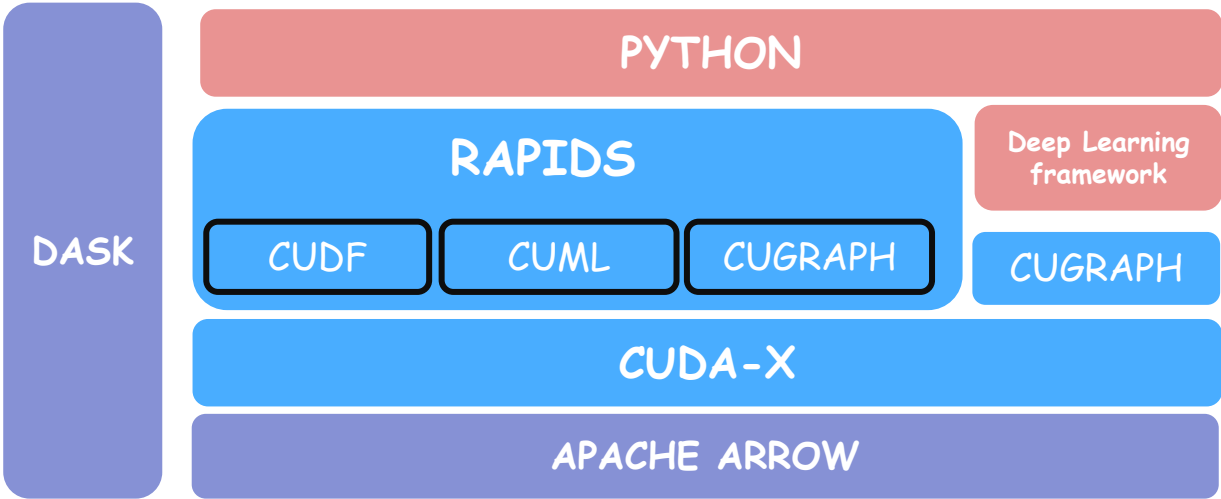 PYTHON
RAPIDS
Deep Learning
framework
DASK
CUDF
CUML
CUGRAPH
CUGRAPH
CUDA-X
APACHE ARROW